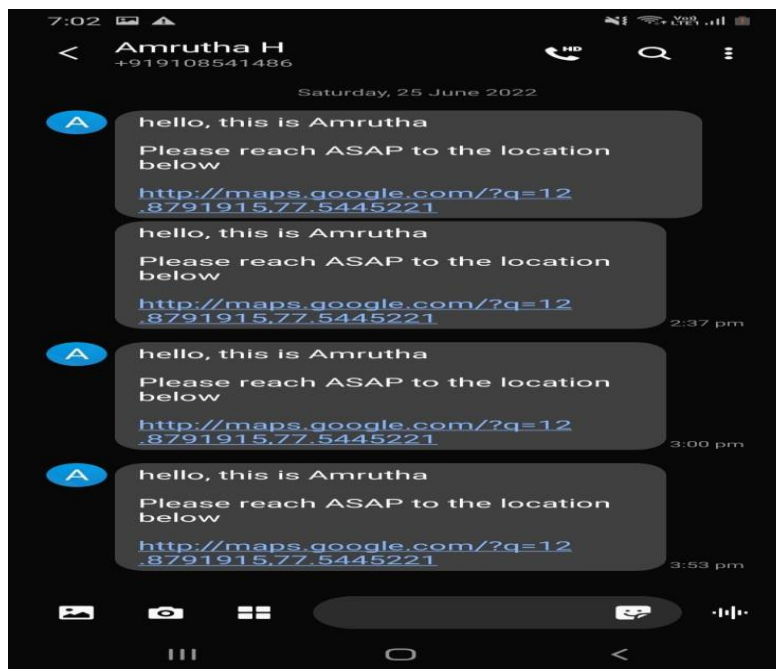 7:02
Vo))
LTE1
Amrutha H
HD
+919108541486
Saturday, 25 June 2022
A
hello, this is Amrutha
Please reach ASAP to the location
below
http://maps.google.com/?q=12
.8791915,77.5445221
hello, this is Amrutha
Please reach ASAP to the location
below
http://maps.google.com/?q=12
.8791915,77.5445221
2:37 pm
A
hello, this is Amrutha
Please reach ASAP to the location
below
http://maps.google.com/?q=12
.8791915,77.5445221
3:00 pm
A
hello, this is Amrutha
Please reach ASAP to the location
below
http://maps.google.com/?q=12
.8791915,77.5445221
3:53 pm